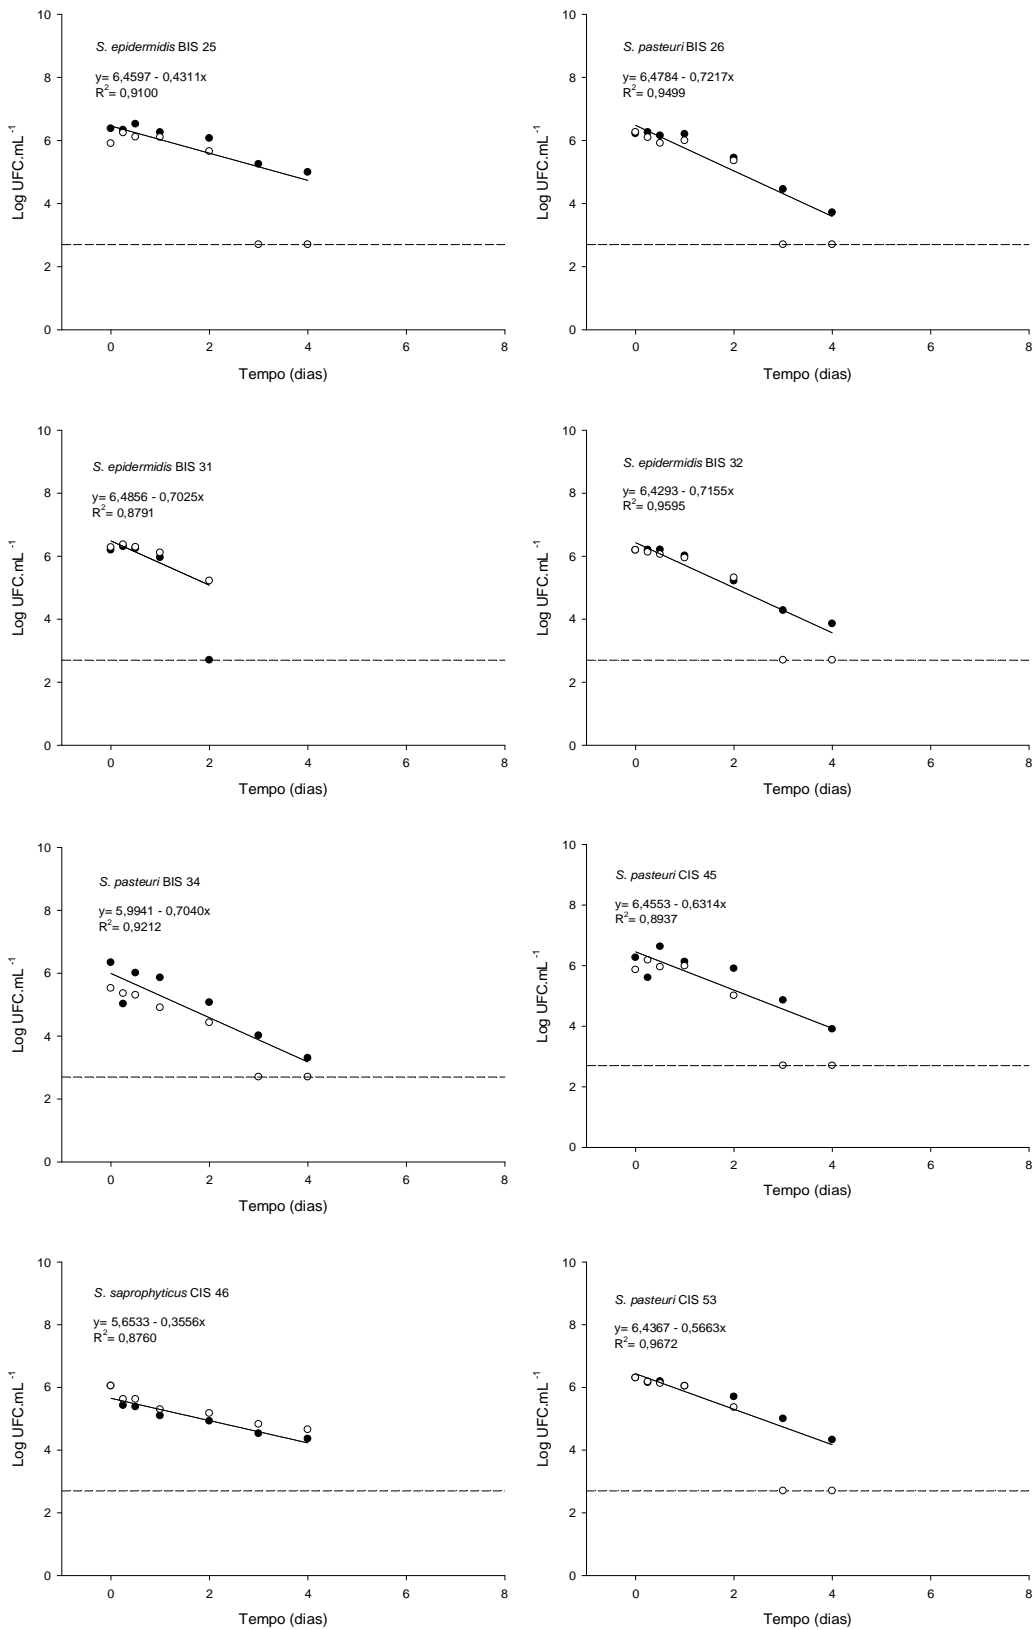 S. epidermidis BIS 25
y= 6,4597 - 0,4311x
R2= 0,9100
Log UFC.mL -1
10
8
6
4
2
0
0 2 4 6 8
Tempo (dias)
S. pasteuri BIS 26
y= 6,4784 - 0,7217x
R2= 0,9499
Log UFC.mL -1
10
8
6
4
2
0
0 2 4 6 8
Tempo (dias)
S. epidermidis BIS 31
y= 6,4856 - 0,7025x
R2= 0,8791
Log UFC.mL -1
10
8
6
4
2
0
0 2 4 6 8
Tempo (dias)
S. epidermidis BIS 32
y= 6,4293 - 0,7155x
R2= 0,9595
Log UFC.mL -1
10
8
6
4
2
0
0 2 4 6 8
Tempo (dias)
S. pasteuri BIS 34
y= 5,9941 - 0,7040x
R2= 0,9212
Log UFC.mL -1
10
8
6
4
2
0
0 2 4 6 8
Tempo (dias)
S. pasteuri CIS 45
y= 6,4553 - 0,6314x
R2= 0,8937
Log UFC.mL -1
10
8
6
4
2
0
0 2 4 6 8
Tempo (dias)
S. saprophyticus CIS 46
y= 5,6533 - 0,3556x
R2= 0,8760
Log UFC.mL -1
10
8
6
4
2
0
0 2 4 6 8
Tempo (dias)
S. pasteuri CIS 53
y= 6,4367 - 0,5663x
R2= 0,9672
Log UFC.mL -1
10
8
6
4
2
0
0 2 4 6 8
Tempo (dias)